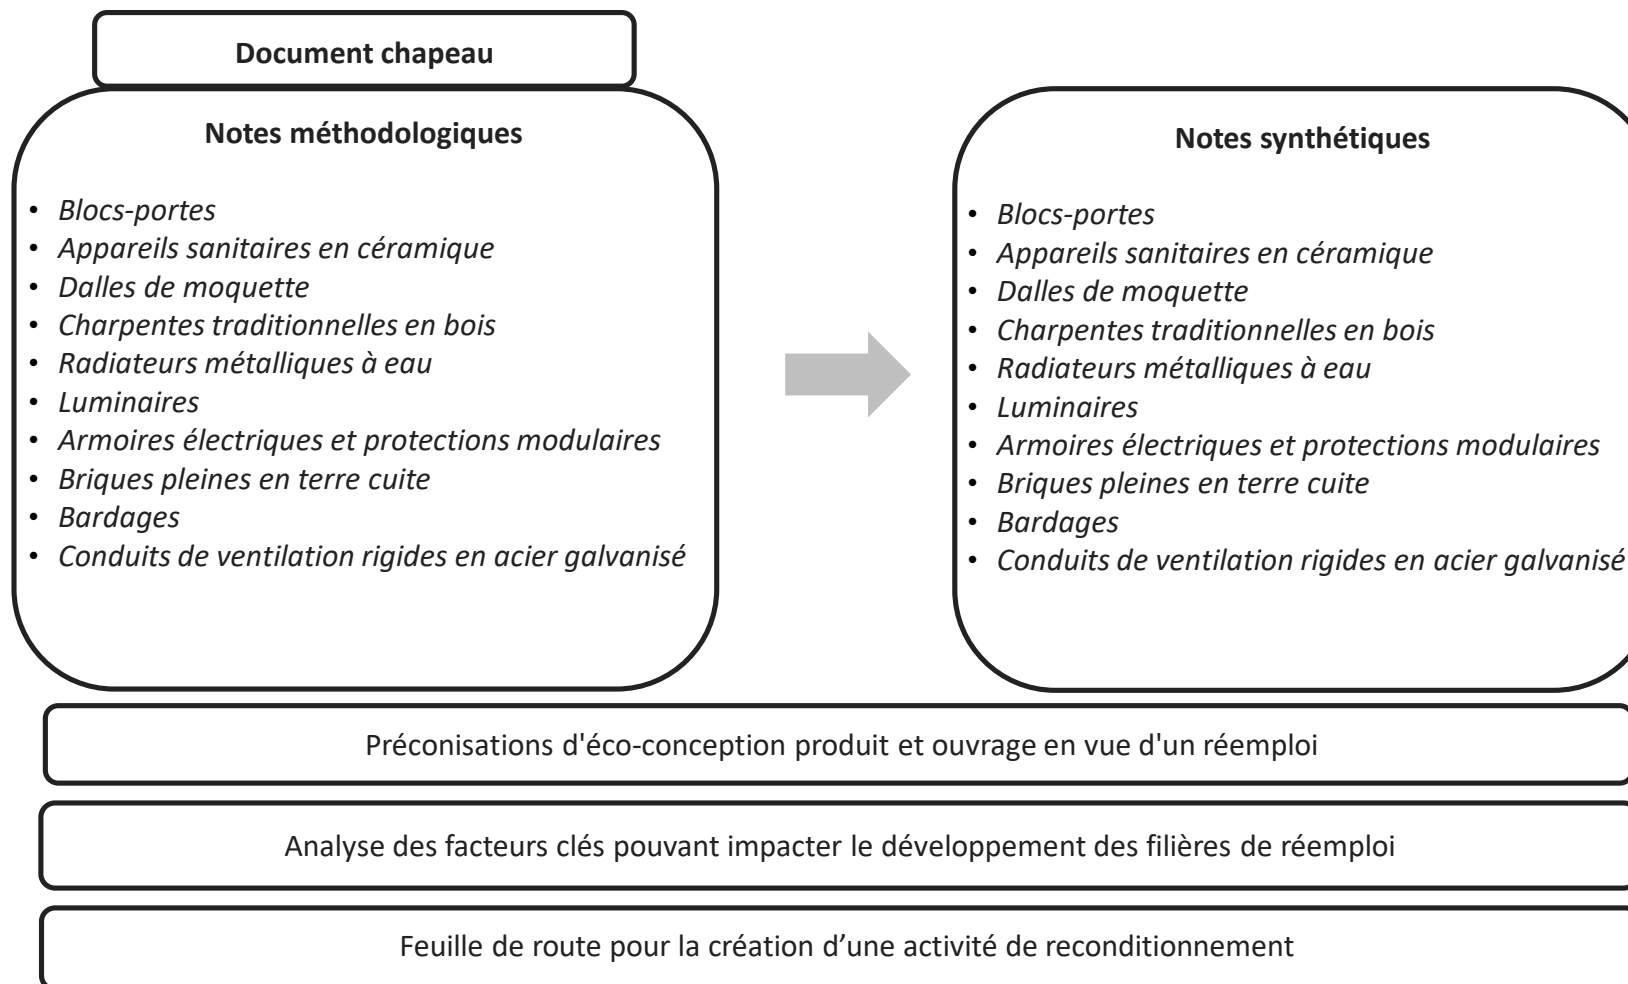 Document chapeau
Notes méthodologiques
• Blocs-portes
• Appareils sanitaires en céramique
• Dalles de moquette
• Charpentes traditionnelles en bois
• Radiateurs métalliques à eau
• Luminaires
• Armoires électriques et protections modulaires
• Briques pleines en terre cuite
• Bardages
• Conduits de ventilation rigides en acier galvanisé
Notes synthétiques
• Blocs-portes
• Appareils sanitaires en céramique
• Dalles de moquette
• Charpentes traditionnelles en bois
• Radiateurs métalliques à eau
• Luminaires
• Armoires électriques et protections modulaires
• Briques pleines en terre cuite
• Bardages
• Conduits de ventilation rigides en acier galvanisé
Préconisations d'éco-conception produit et ouvrage en vue d'un réemploi
Analyse des facteurs clés pouvant impacter le développement des filières de réemploi
Feuille de route pour la création d’une activité de reconditionnement